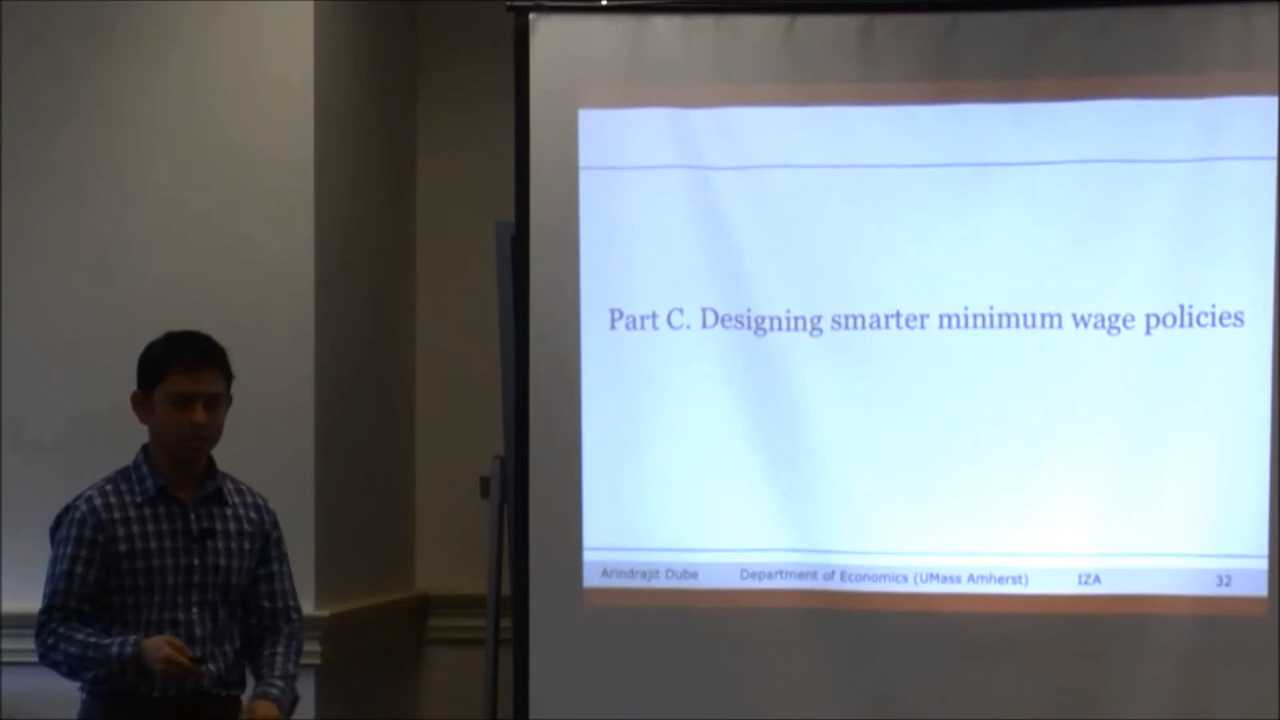 Part C. Designing smarter minimum wage policies
Arindrajit Dube Department of Economics (UMass Amherst) IZA 32